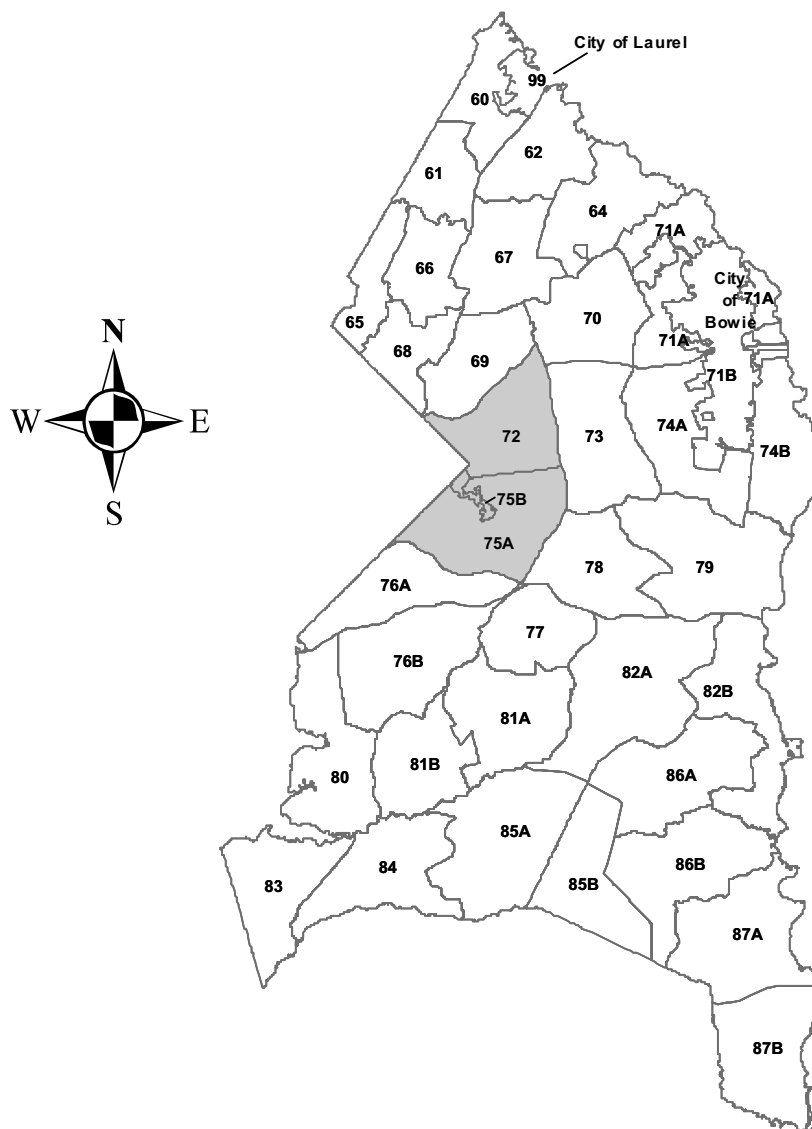 City of Laurel
99
60
62
61
64
71A
67
66
City
of
Bowie
71A
65
70
71A
68
69
71B
72
73
74A
74B
75B
75A
78
79
76A
77
76B
82A
82B
81A
81B
80
86A
85A
84
83
85B
86B
87A
87B
N
W
E
S